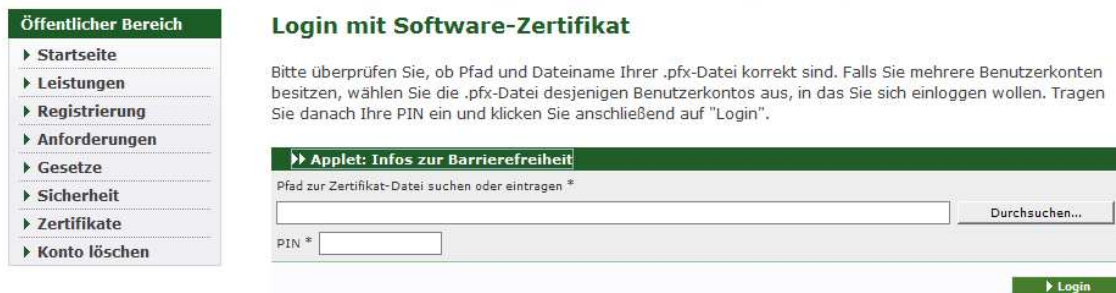 Öffentlicher Bereich
Startseite
Leistungen
Registrierung
Anforderungen
Gesetze
Sicherheit
Zertifikate
Konto löschen
Login mit Software-Zertifikat
Bitte überprüfen Sie, ob Pfad und Dateiname Ihrer .pfx-Datei korrekt sind. Falls Sie mehrere Benutzerkonten
besitzen, wählen Sie die .pfx-Datei desjenigen Benutzerkontos aus, in das Sie sich einloggen wollen. Tragen
Sie danach Ihre PIN ein und klicken Sie anschließend auf "Login".
Applet: Infos zur Barrierefreiheit
Pfad zur Zertifikat-Datei suchen oder eintragen *
Durchsuchen...
PIN *
Login